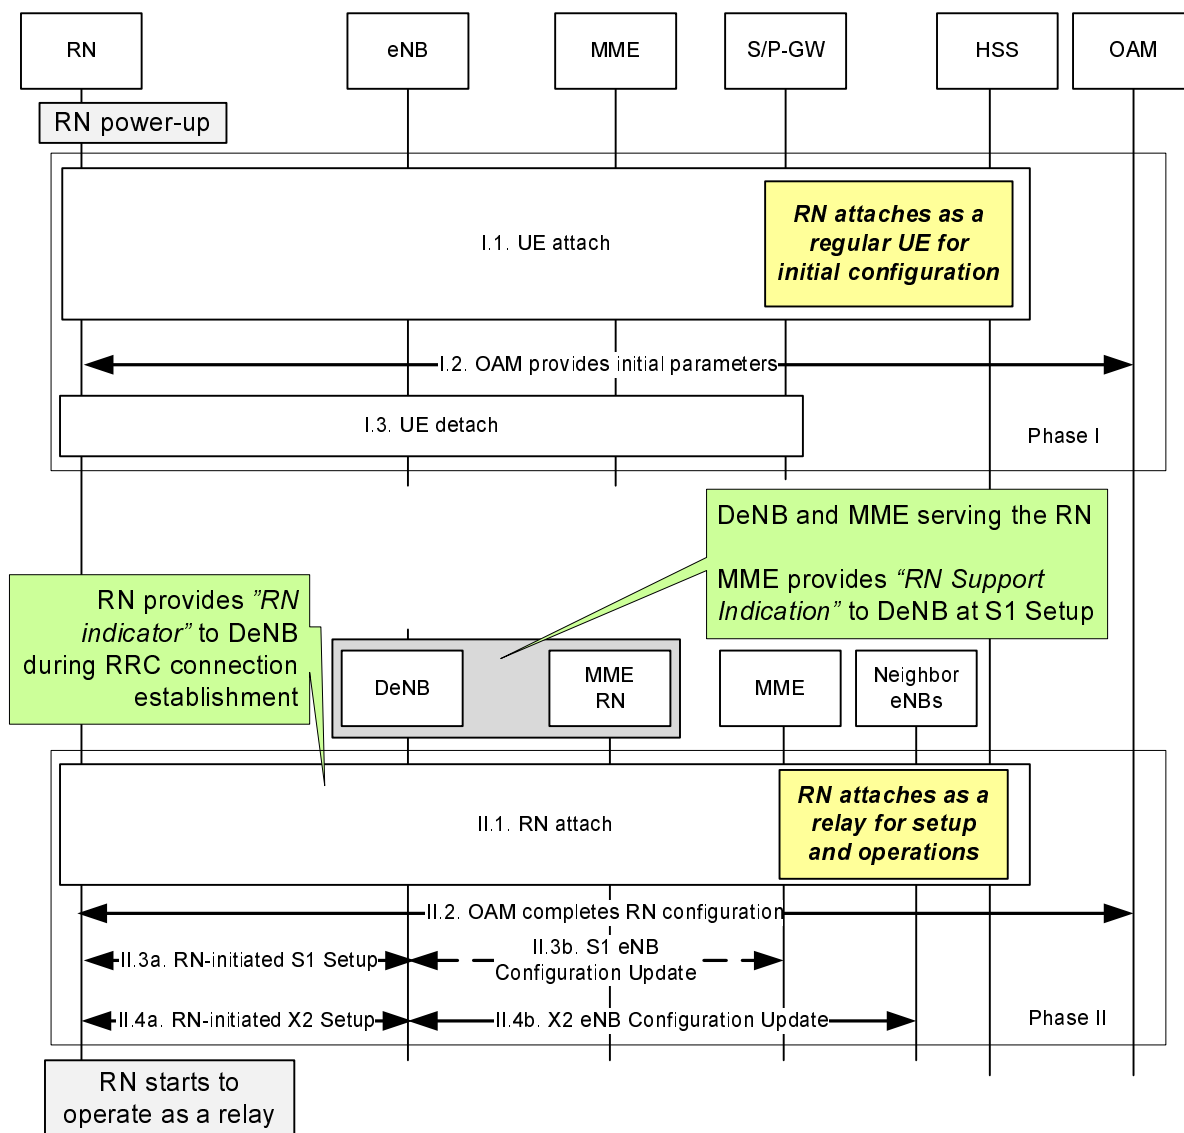 RN
eNB
MME
S/P-GW
HSS
OAM
RN power-up
I.1. UE attach
RN attaches as a
regular UE for
initial configuration
I.2. OAM provides initial parameters
I.3. UE detach
Phase I
DeNB and MME serving the RN
MME provides “RN Support
Indication” to DeNB at S1 Setup
RN provides ”RN
indicator” to DeNB
during RRC connection
establishment
DeNB
MME
RN
MME
Neighbor
eNBs
II.1. RN attach
RN attaches as a
relay for setup
and operations
II.2. OAM completes RN configuration
II.3a. RN-initiated S1 Setup
II.3b. S1 eNB
Configuration Update
II.4a. RN-initiated X2 Setup
II.4b. X2 eNB Configuration Update
Phase II
RN starts to
operate as a relay